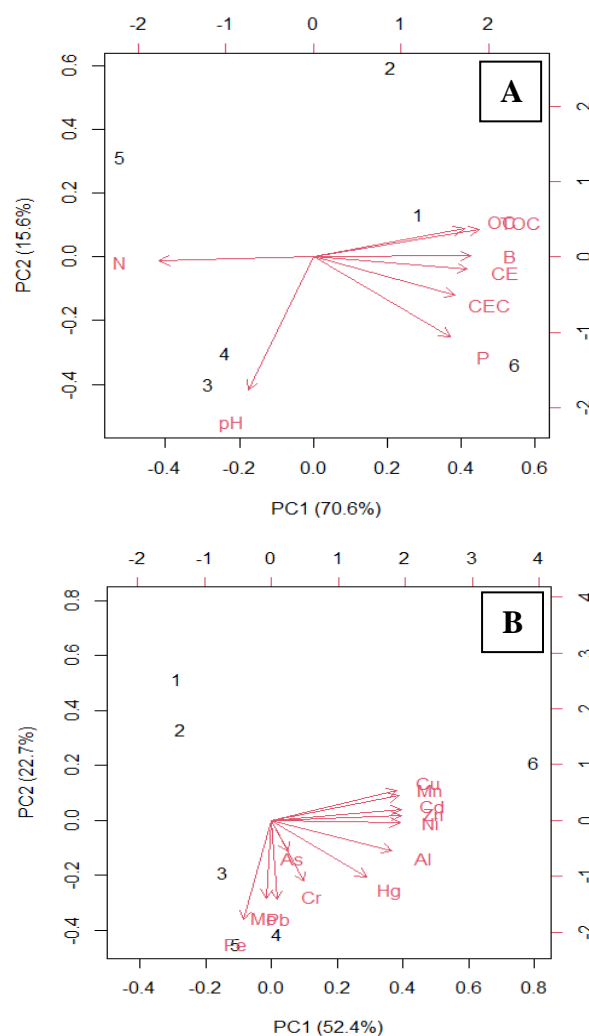 -2 -1 0 1 2
A
0.6 0.4 0.2 0.0 -0.2 -0.4
PC2 (15.6%)
2 1 0 -1 -2
2
5
1
OC TOC
B
N
CE
CEC
4
P
6
3
pH
-0.4 -0.2 0.0 0.2 0.4 0.6
PC1 (70.6%)
-2 -1 0 1 2 3 4
B
0.8 0.6 0.4 0.2 0.0 -0.2 -0.4
PC2 (22.7%)
4 3 2 1 0 -1 -2
1
2
6
Cu
Mn
Cd
Zn
Ni
As
Al
3
Hg
Cr
Pb
4
5
Fe
-0.4 -0.2 0.0 0.2 0.4 0.6 0.8
PC1 (52.4%)